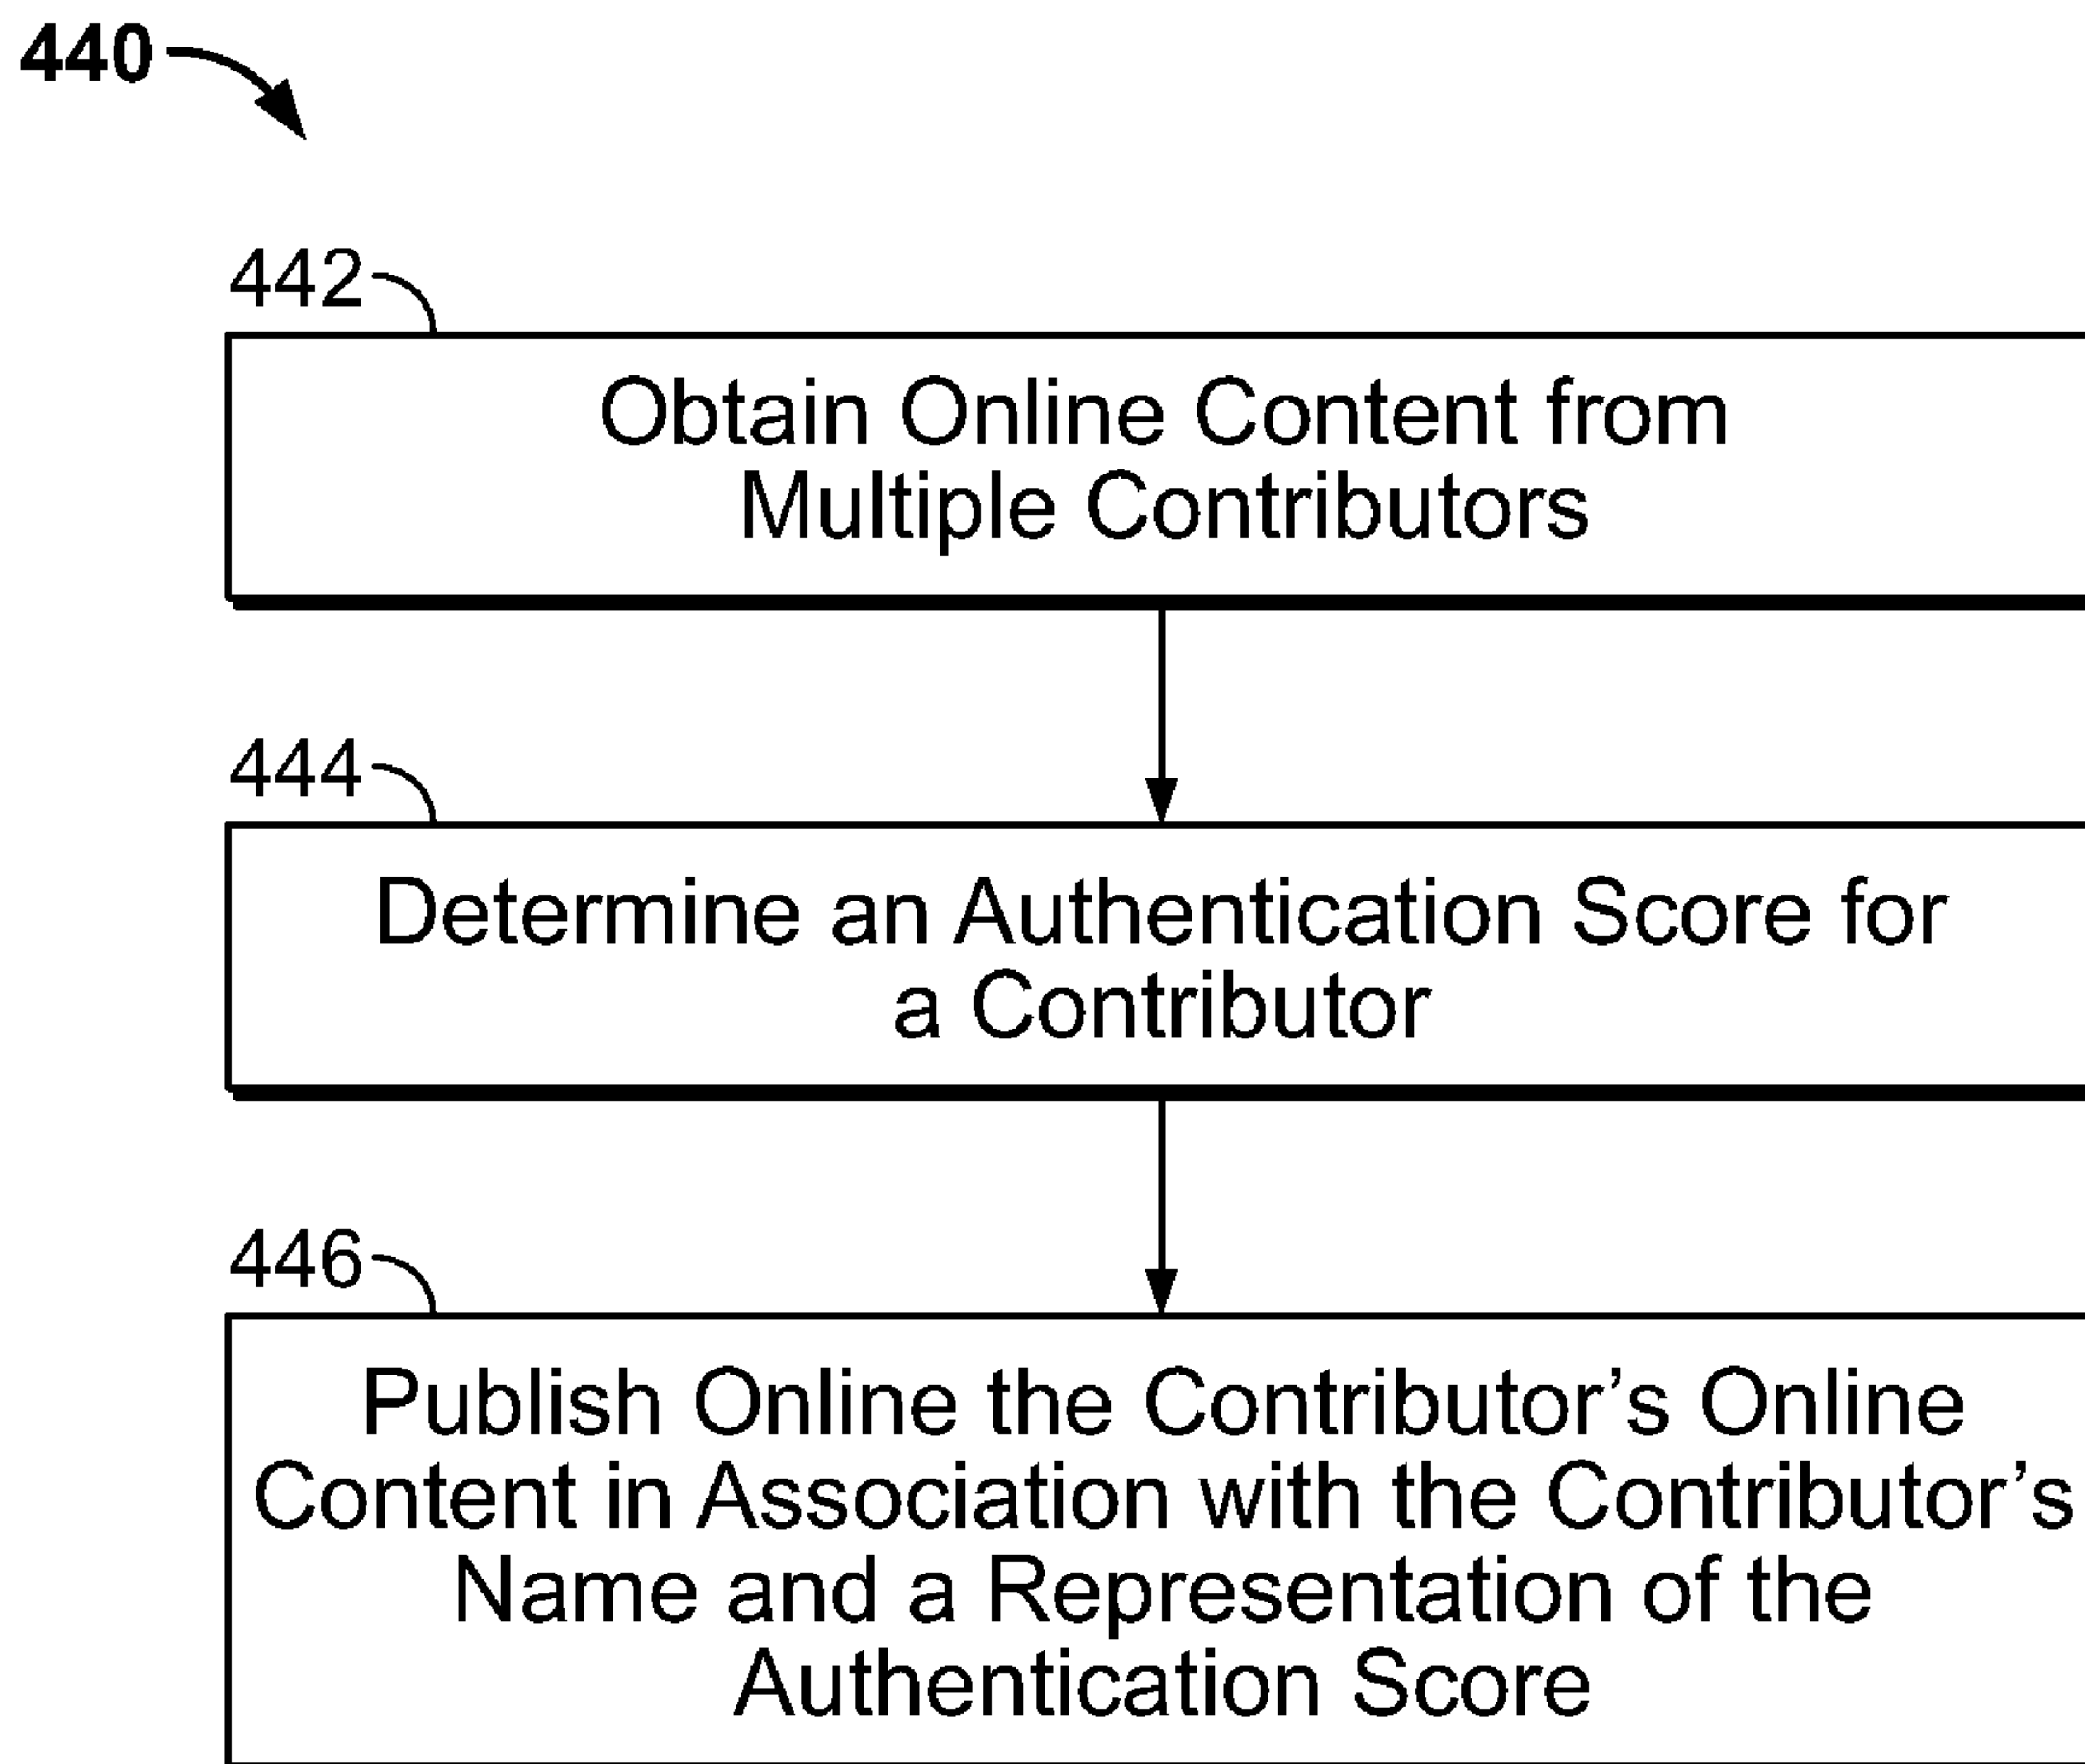 440
442
Obtain Online Content from
Multiple Contributors
444
Determine an Authentication Score for
a Contributor
446
Publish Online the Contributor’s Online
Content in Association with the Contributor’s
Name and a Representation of the
Authentication Score